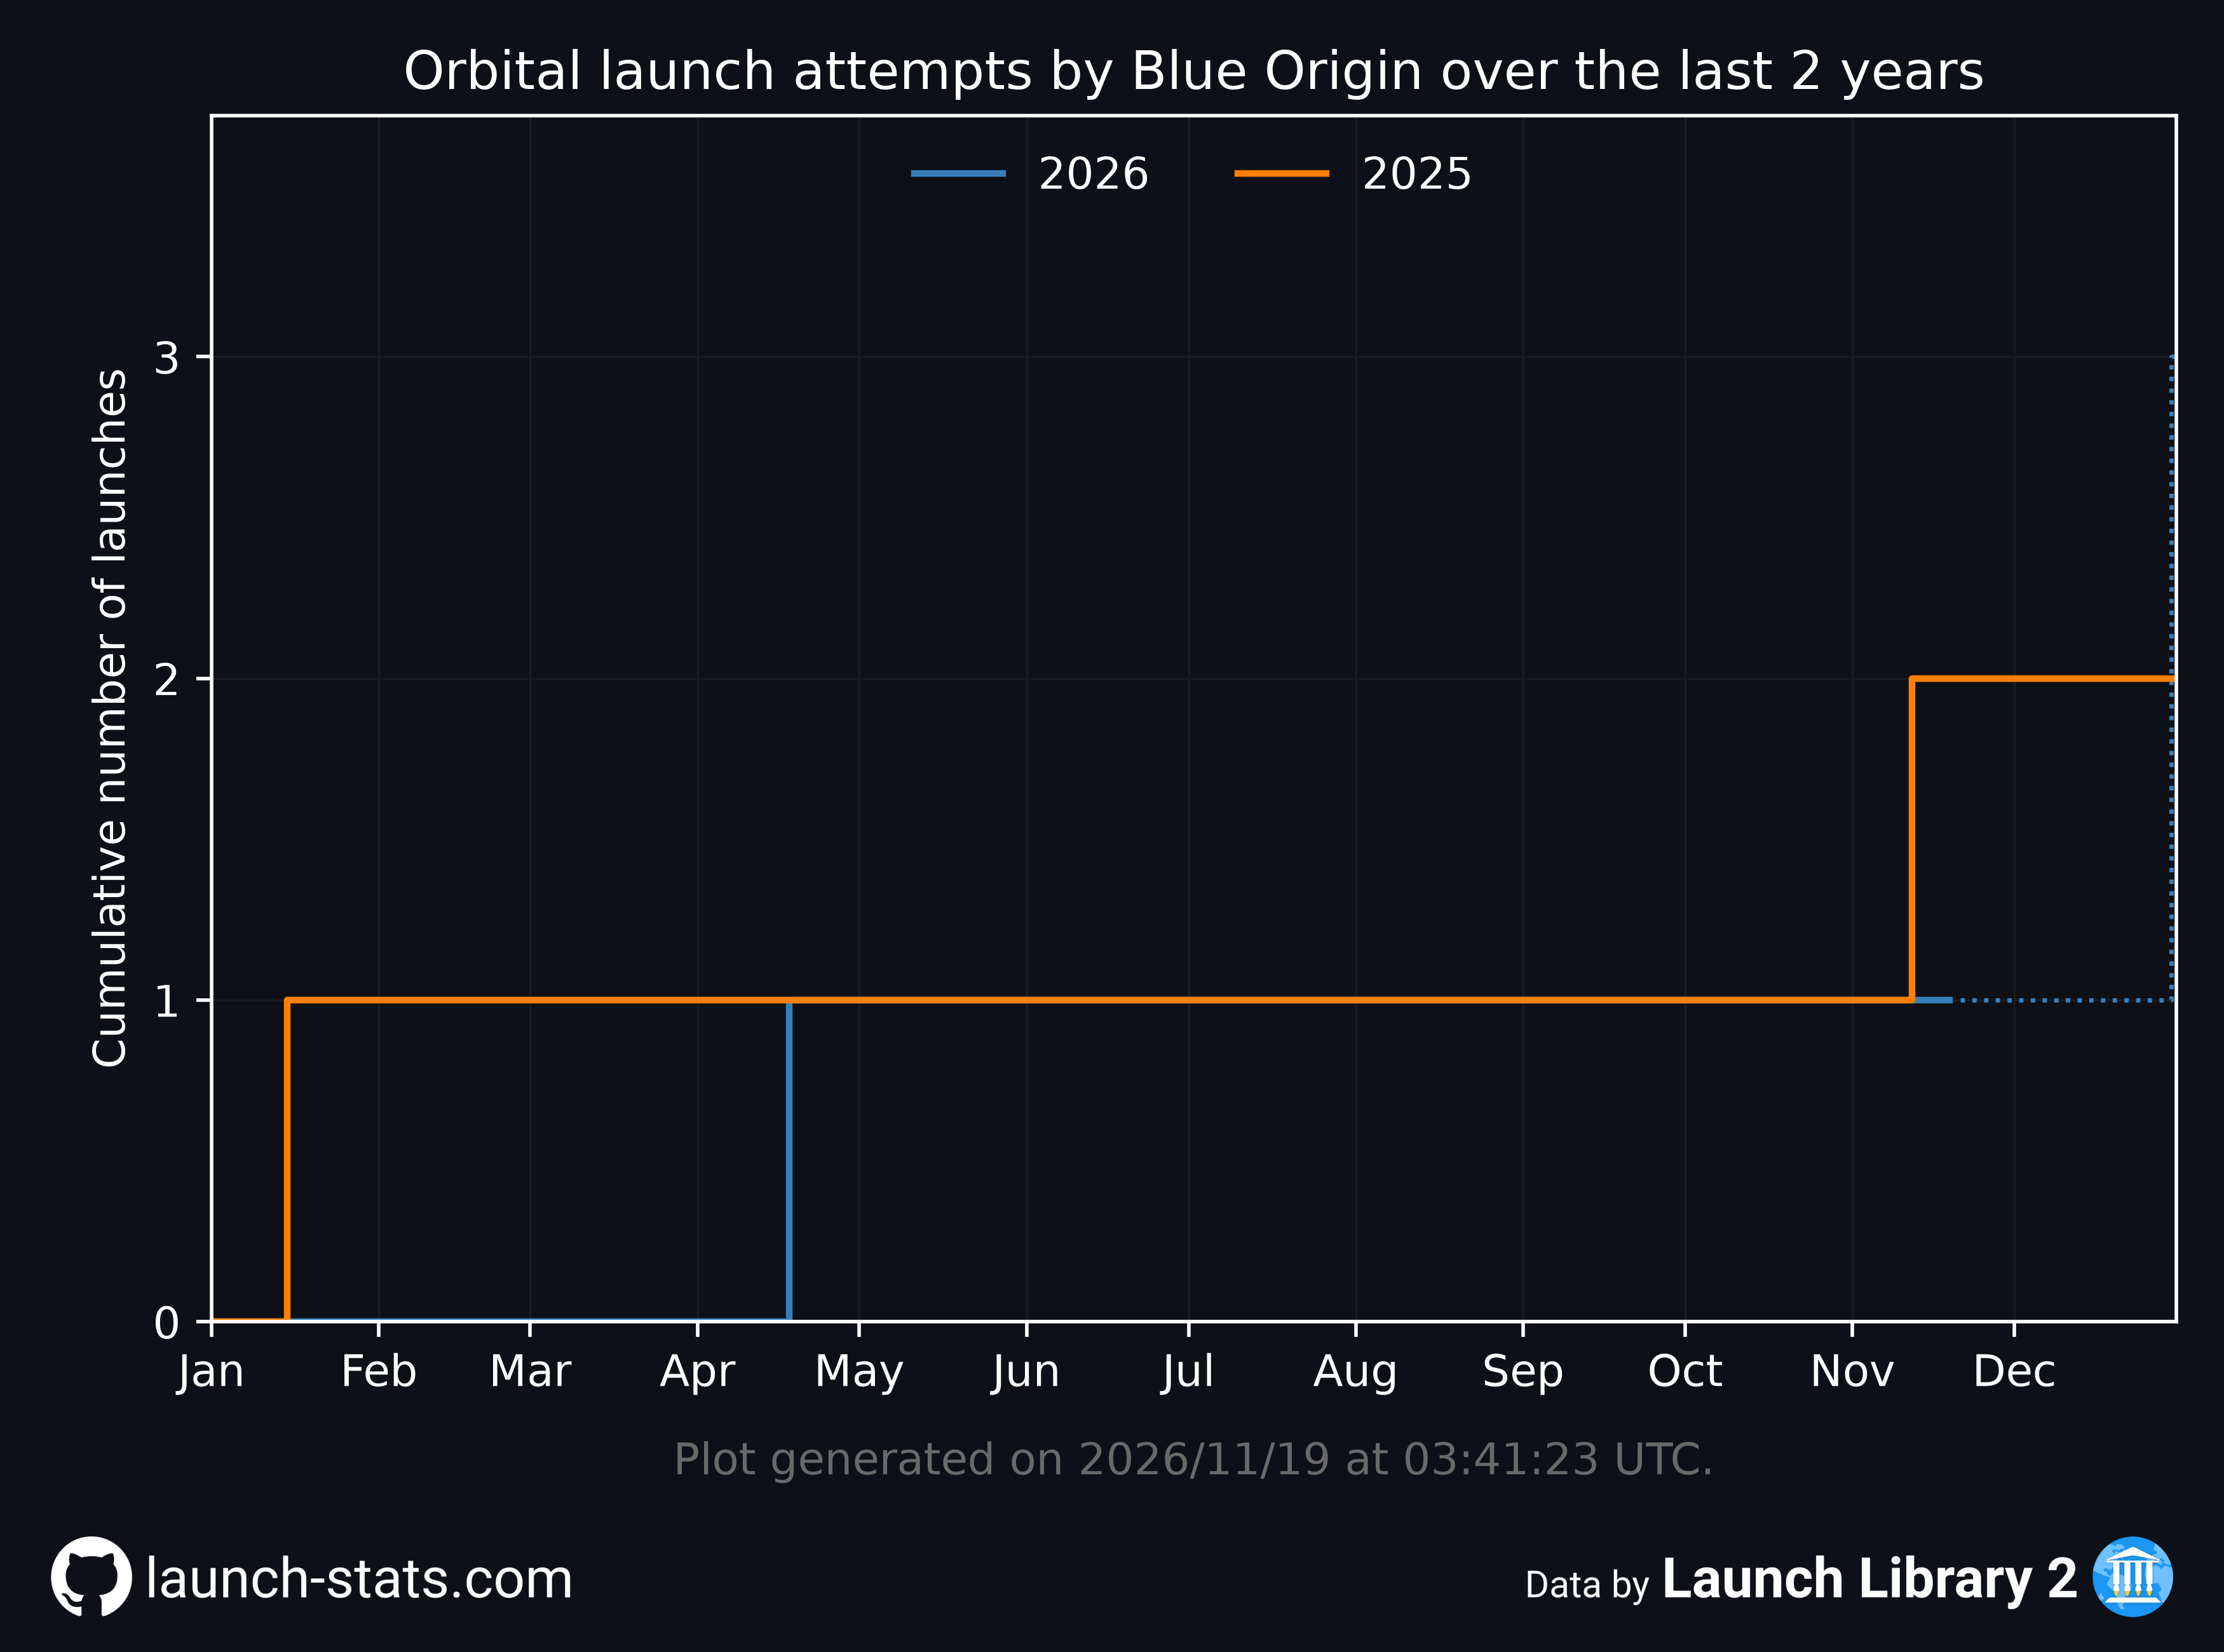 Orbital launch attempts by Blue Origin over the last 2 years
2026 2025
Cumulative number of launches
3
2
1
0
Jan Feb Mar Apr May Jun Jul Aug Sep Oct Nov Dec
Plot generated on 2026/11/19 at 03:41:23 UTC.
launch-stats.com
Data by Launch Library 2